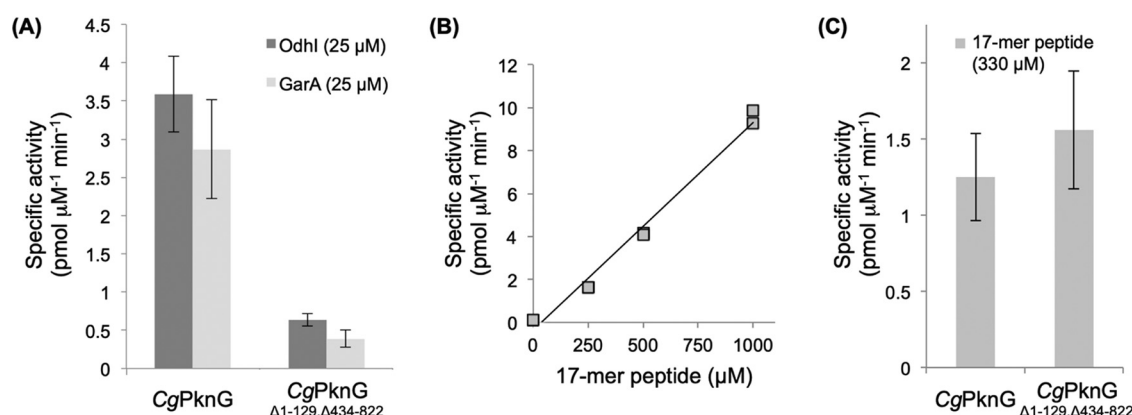 (A)
Specific activity
(pmol µM-1 min-1)
4.5
4
3.5
3
2.5
2
1.5
1
0.5
0
OdhI (25 µM)
GarA (25 µM)
CgPknG
CgPknG
Δ1-129,Δ434-822
(B)
Specific activity
(pmol µM-1 min-1)
12
10
8
6
4
2
0
0 250 500 750 1000
17-mer peptide (µM)
(C)
Specific activity
(pmol µM-1 min-1)
2
1.5
1
0.5
0
17-mer peptide
(330 µM)
CgPknG
CgPknG
Δ1-129,Δ434-822